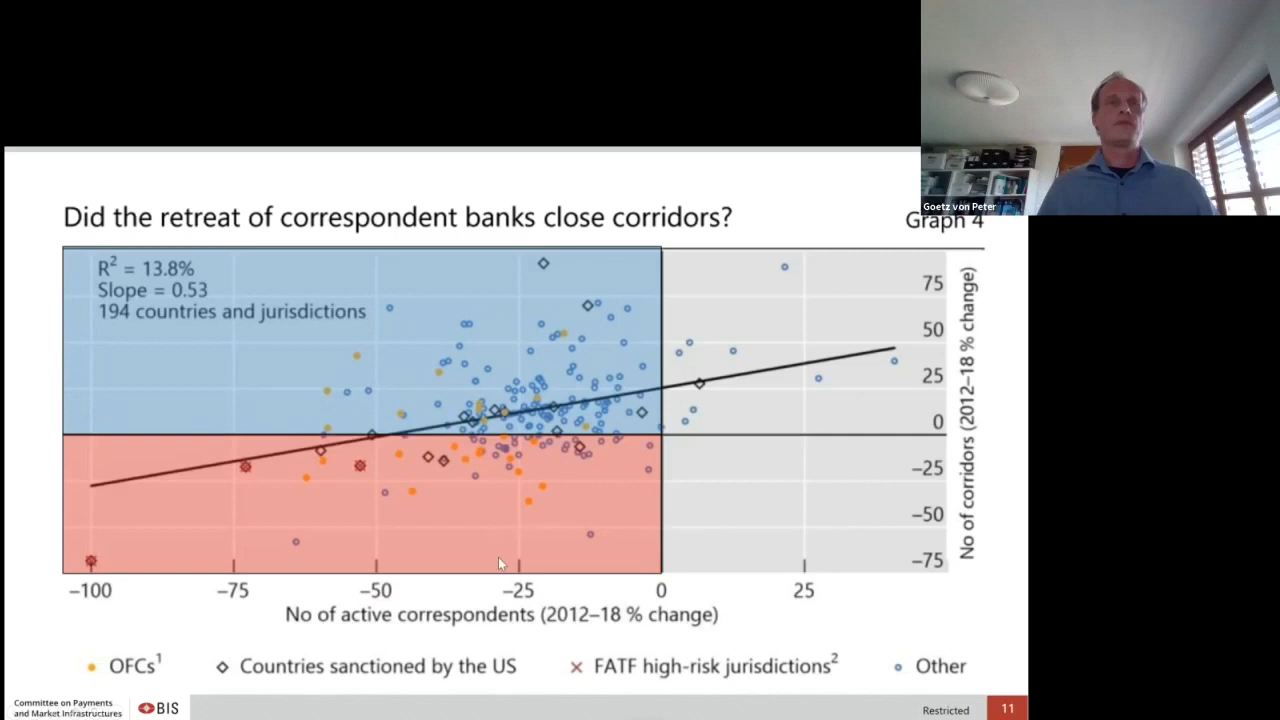 Goetz von Peter
Did the retreat of correspondent banks close corridors?
Graph 4
R² = 13.8%
Slope = 0.53
194 countries and jurisdictions
75
50
25
0
−25
−50
−75
No of corridors (2012–18 % change)
−100
−75
−50
−25
0
25
No of active correspondents (2012–18 % change)
OFCs¹
Countries sanctioned by the US
FATF high-risk jurisdictions²
Other
Committee on Payments
and Market Infrastructures
BIS
Restricted
11